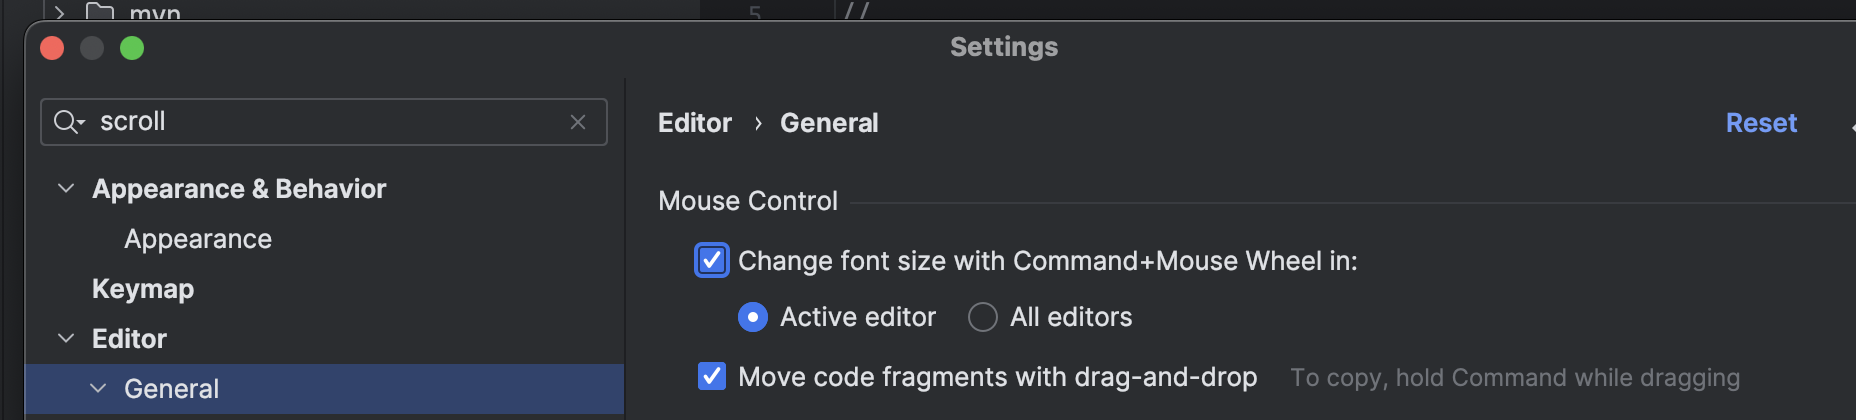 mvn
5 //
Settings
scroll
Appearance & Behavior
Appearance
Keymap
Editor
General
Editor › General
Reset
Mouse Control
Change font size with Command+Mouse Wheel in:
Active editor
All editors
Move code fragments with drag-and-drop To copy, hold Command while dragging